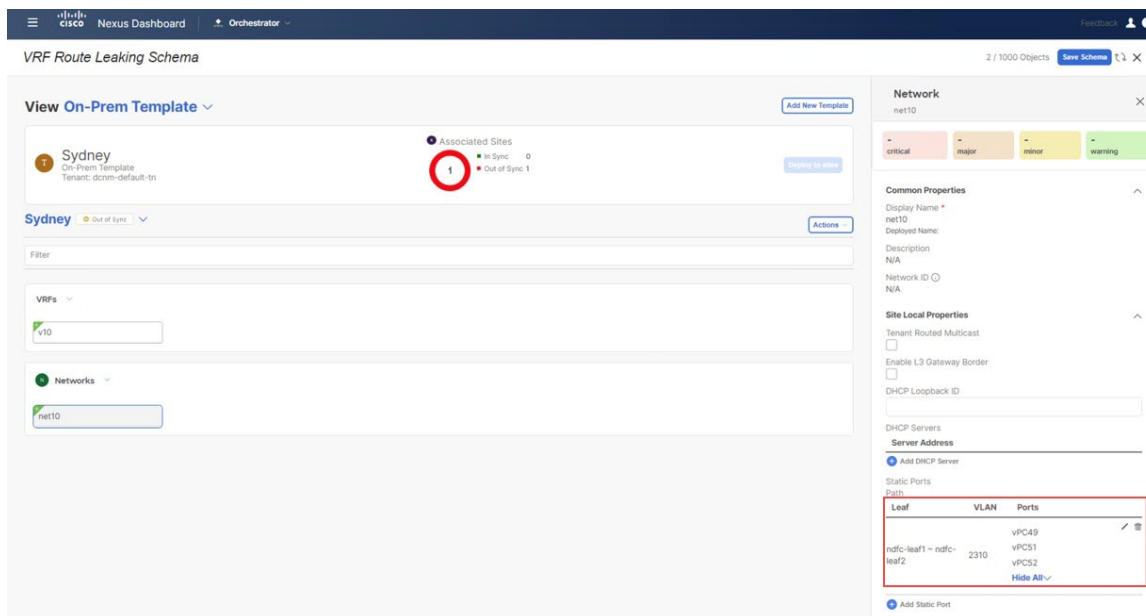 cisco Nexus Dashboard Orchestrator Feedback
VRF Route Leaking Schema 2 / 1000 Objects Save Schema
View On-Prem Template Add New Template
T Sydney
On-Prem Template
Tenant: dcnm-default-tn
Associated Sites
1
In Sync 0
Out of Sync 1
Deploy to sites
Sydney Out of Sync Actions
Filter
VRFs
v10
N Networks
net10
Network
net10
- critical
- major
- minor
- warning
Common Properties
Display Name *
net10
Deployed Name:
Description
N/A
Network ID
N/A
Site Local Properties
Tenant Routed Multicast
Enable L3 Gateway Border
DHCP Loopback ID
DHCP Servers
Server Address
Add DHCP Server
Static Ports
Path
Leaf VLAN Ports
ndfc-leaf1 ~ ndfc-
leaf2
2310
vPC49
vPC51
vPC52
Hide All
Add Static Port